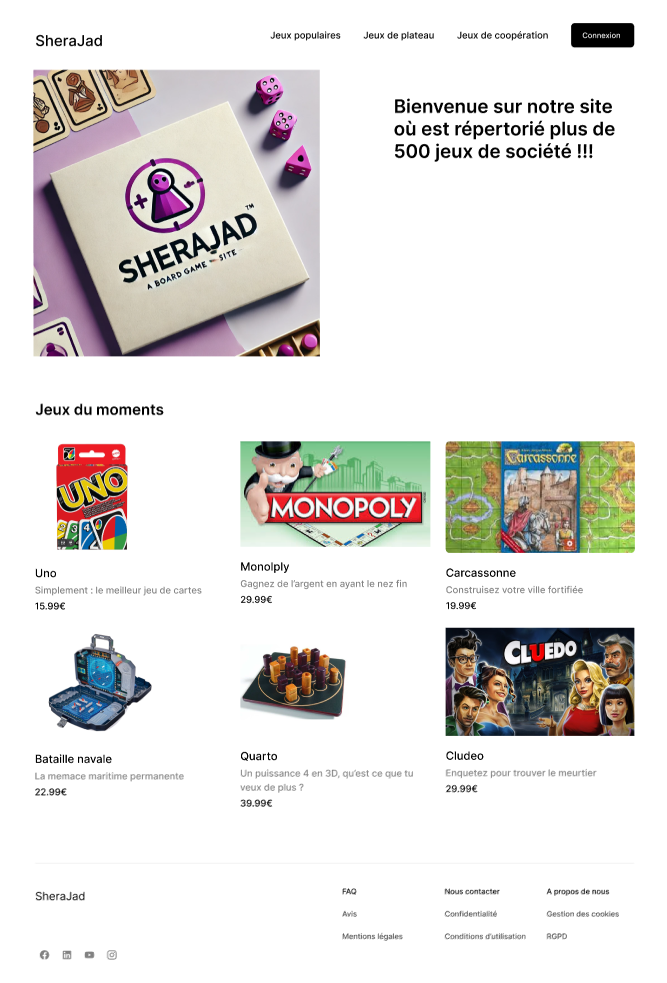 SheraJad
Jeux populaires
Jeux de plateau
Jeux de coopération
Connexion
SHERAJAD™
A BOARD GAME SITE
Bienvenue sur notre site
où est répertorié plus de
500 jeux de société !!!
Jeux du moments
UNO
MONOPOLY
Carcassonne
Uno
Simplement : le meilleur jeu de cartes
15.99€
Monolply
Gagnez de l'argent en ayant le nez fin
29.99€
Carcassonne
Construisez votre ville fortifiée
19.99€
CLUEDO
Bataille navale
La memace maritime permanente
22.99€
Quarto
Un puissance 4 en 3D, qu'est ce que tu
veux de plus ?
39.99€
Cludeo
Enquetez pour trouver le meurtier
29.99€
SheraJad
FAQ
Nous contacter
A propos de nous
Avis
Confidentialité
Gestion des cookies
Mentions légales
Conditions d'utilisation
RGPD